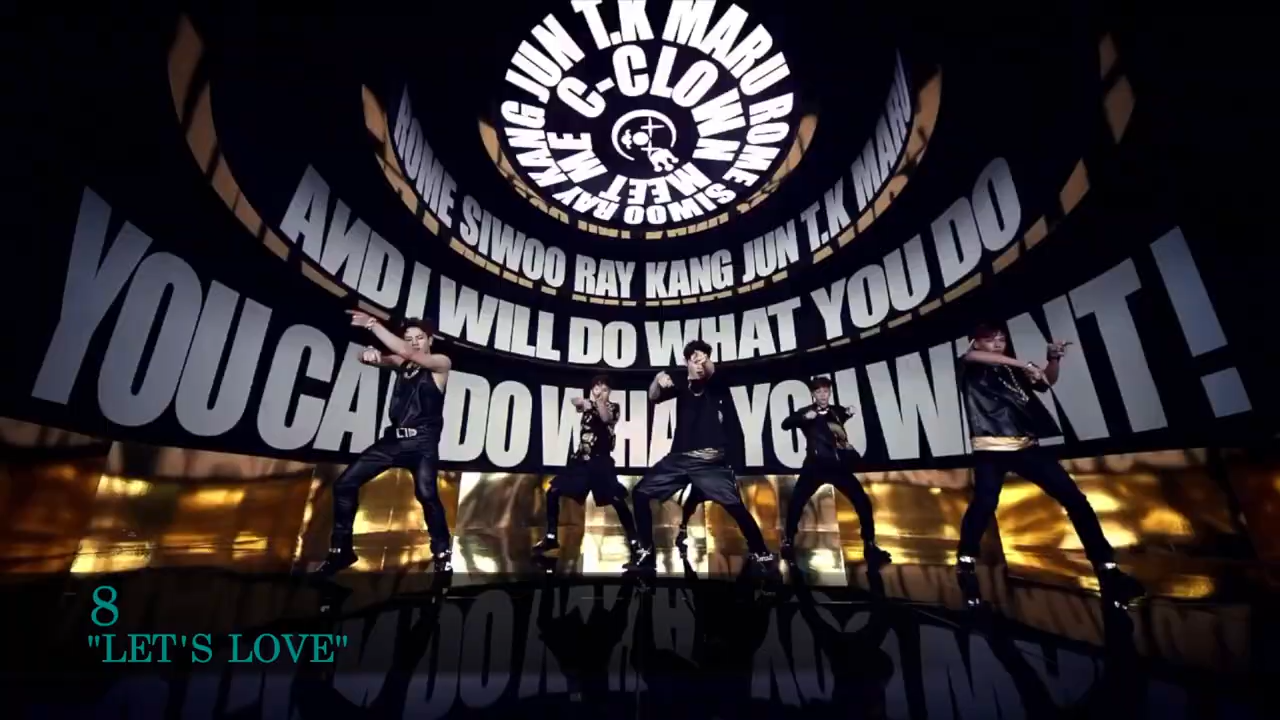 KANG JUN T.K MARU ROME SIWOO RAY
C-CLOWN MEET ME
ROME SIWOO RAY KANG JUN T.K MARU
AND I WILL DO WHAT YOU DO
YOU CAN DO WHAT YOU WANT !
8
"LET'S LOVE"